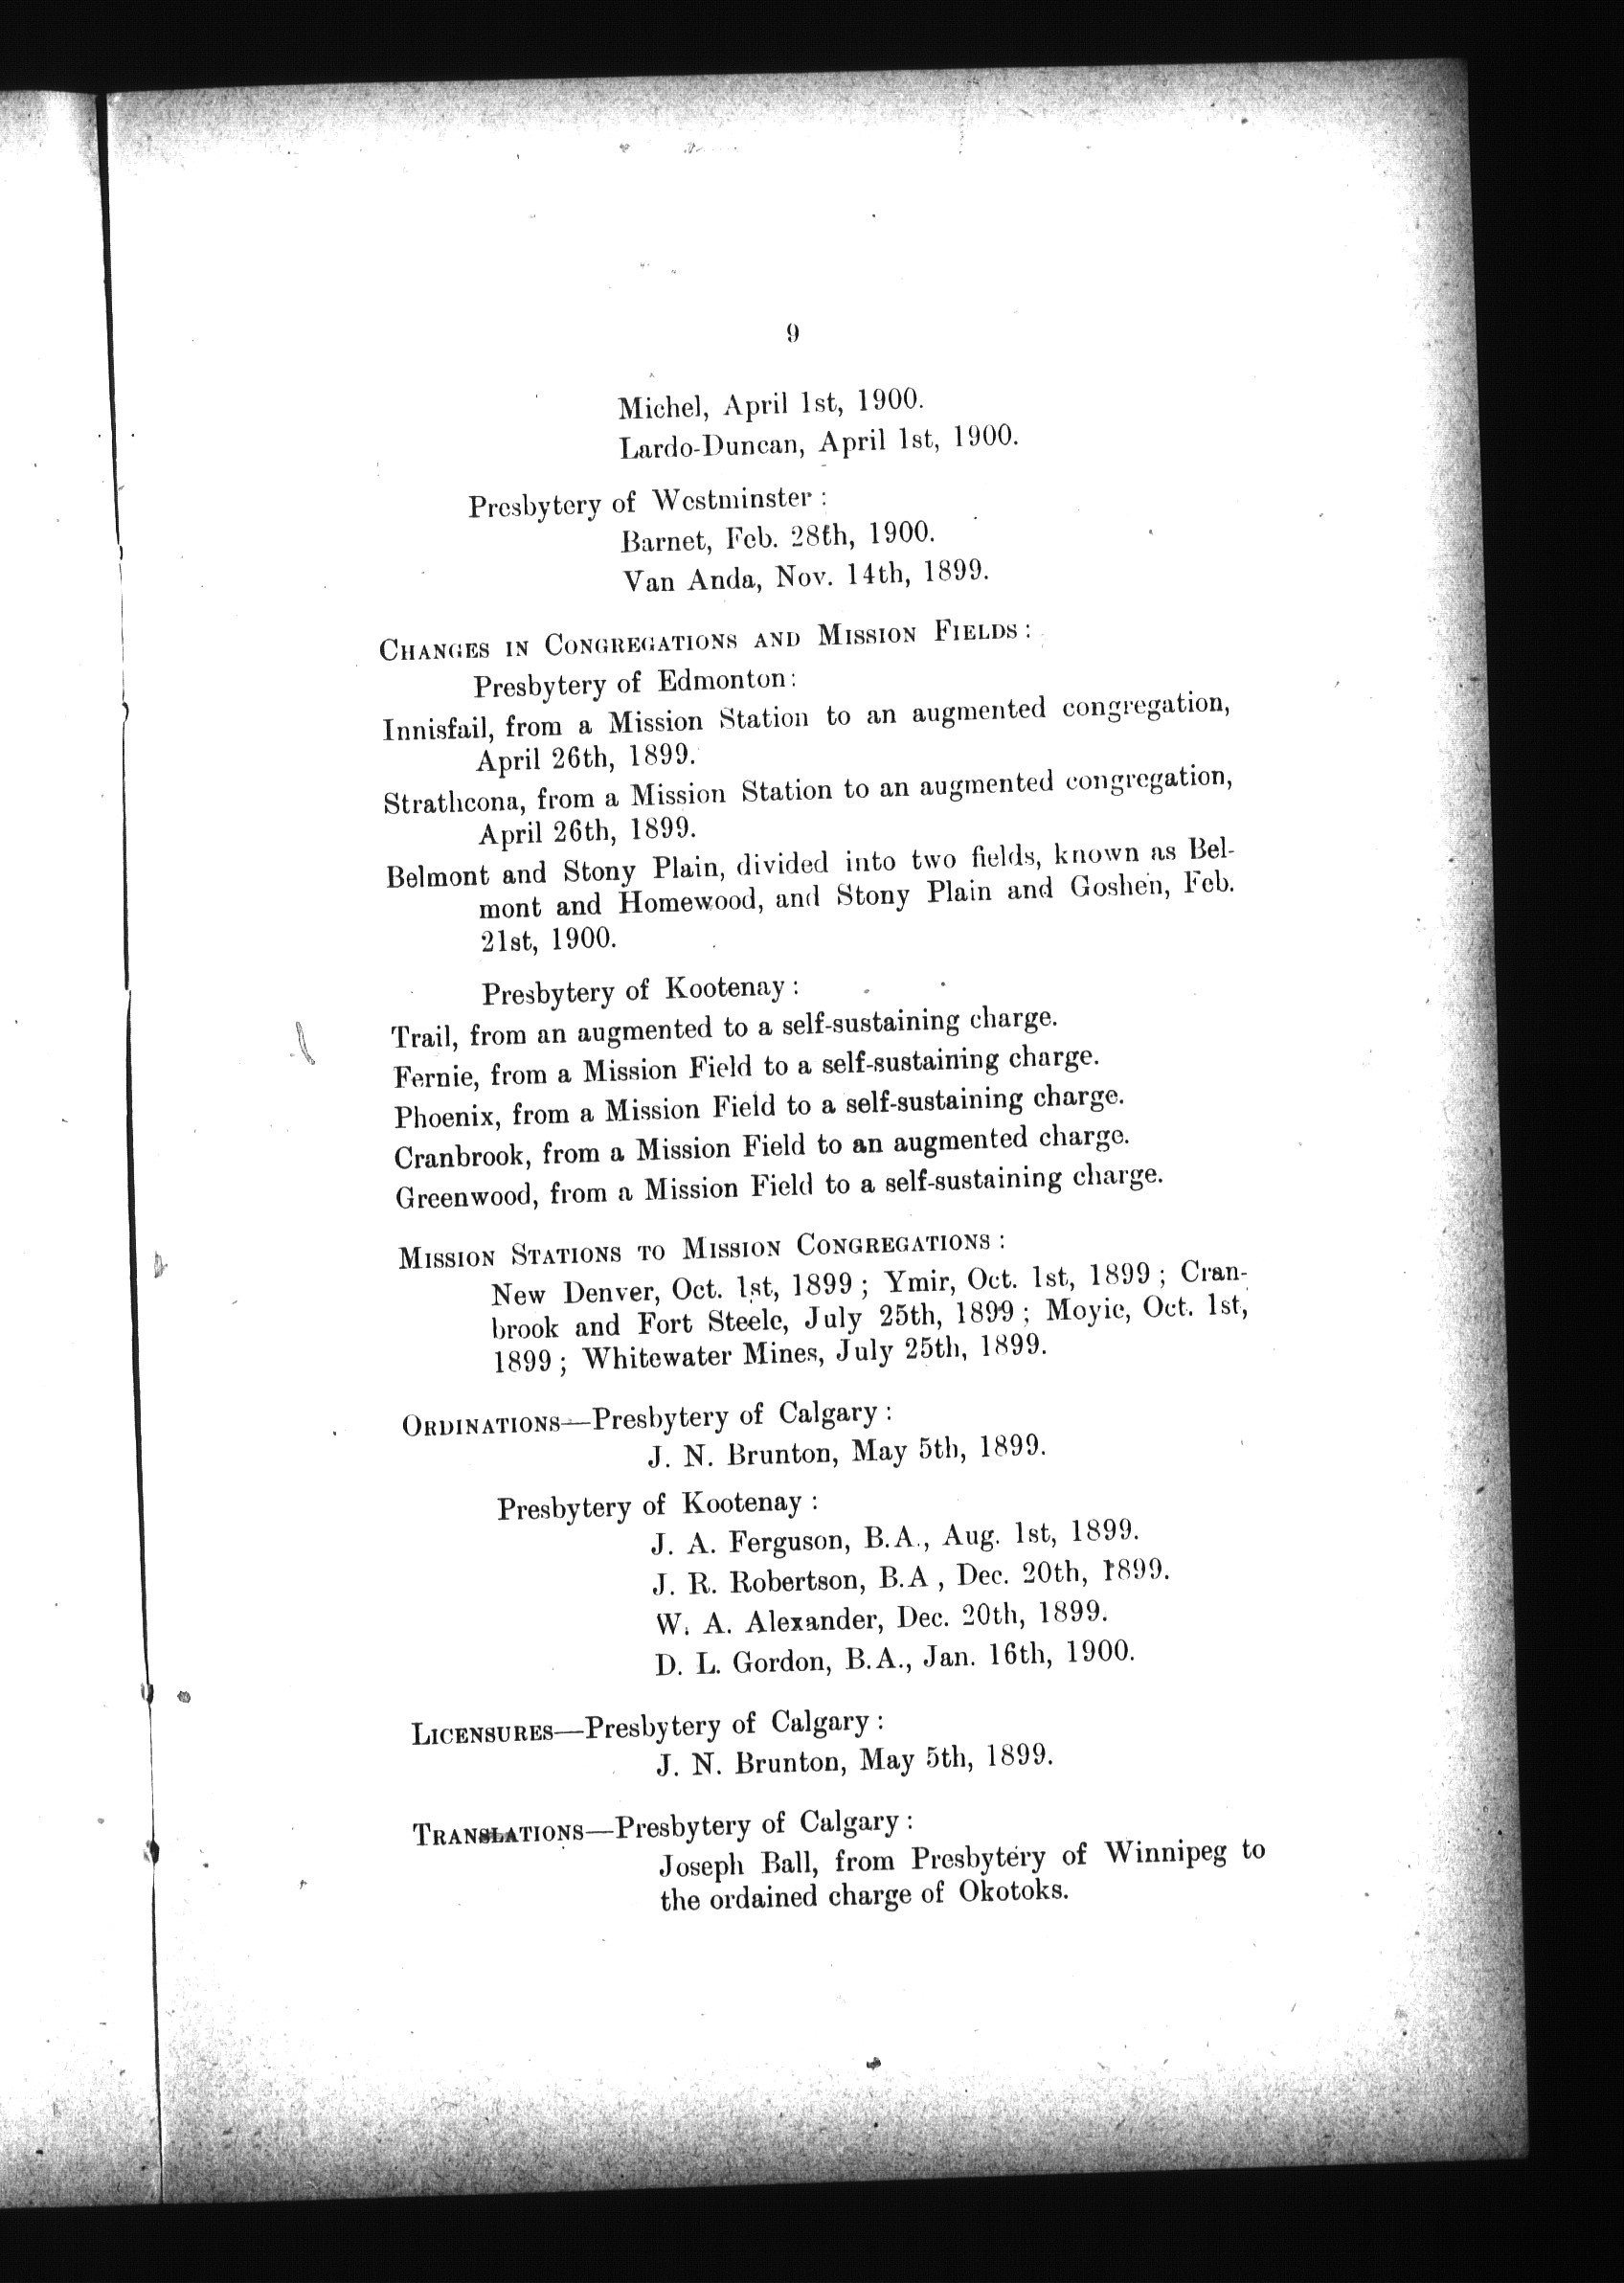 9
Michel, April 1st, 1900.
Lardo-Duncan, April 1st, 1900.
Presbytery of Westminster :
Barnet, Feb. 28th, 1900.
Van Anda, Nov. 14th, 1899.
CHANGES IN CONGREGATIONS AND MISSION FIELDS :
Presbytery of Edmonton :
Innisfail, from a Mission Station to an augmented congregation,
April 26th, 1899.
Strathcona, from a Mission Station to an augmented congregation,
April 26th, 1899.
Belmont and Stony Plain, divided into two fields, known as Bel-
mont and Homewood, and Stony Plain and Goshen, Feb.
21st, 1900.
Presbytery of Kootenay :
Trail, from an augmented to a self-sustaining charge.
Fernie, from a Mission Field to a self-sustaining charge.
Phoenix, from a Mission Field to a self-sustaining charge.
Cranbrook, from a Mission Field to an augmented charge.
Greenwood, from a Mission Field to a self-sustaining charge.
MISSION STATIONS TO MISSION CONGREGATIONS :
New Denver, Oct. 1st, 1899 ; Ymir, Oct. 1st, 1899 ; Cran-
brook and Fort Steele, July 25th, 1899 ; Moyie, Oct. 1st,
1899 ; Whitewater Mines, July 25th, 1899.
ORDINATIONS—Presbytery of Calgary :
J. N. Brunton, May 5th, 1899.
Presbytery of Kootenay :
J. A. Ferguson, B.A., Aug. 1st, 1899.
J. R. Robertson, B.A , Dec. 20th, 1899.
W. A. Alexander, Dec. 20th, 1899.
D. L. Gordon, B.A., Jan. 16th, 1900.
LICENSURES—Presbytery of Calgary :
J. N. Brunton, May 5th, 1899.
TRANSLATIONS—Presbytery of Calgary :
Joseph Ball, from Presbytery of Winnipeg to
the ordained charge of Okotoks.